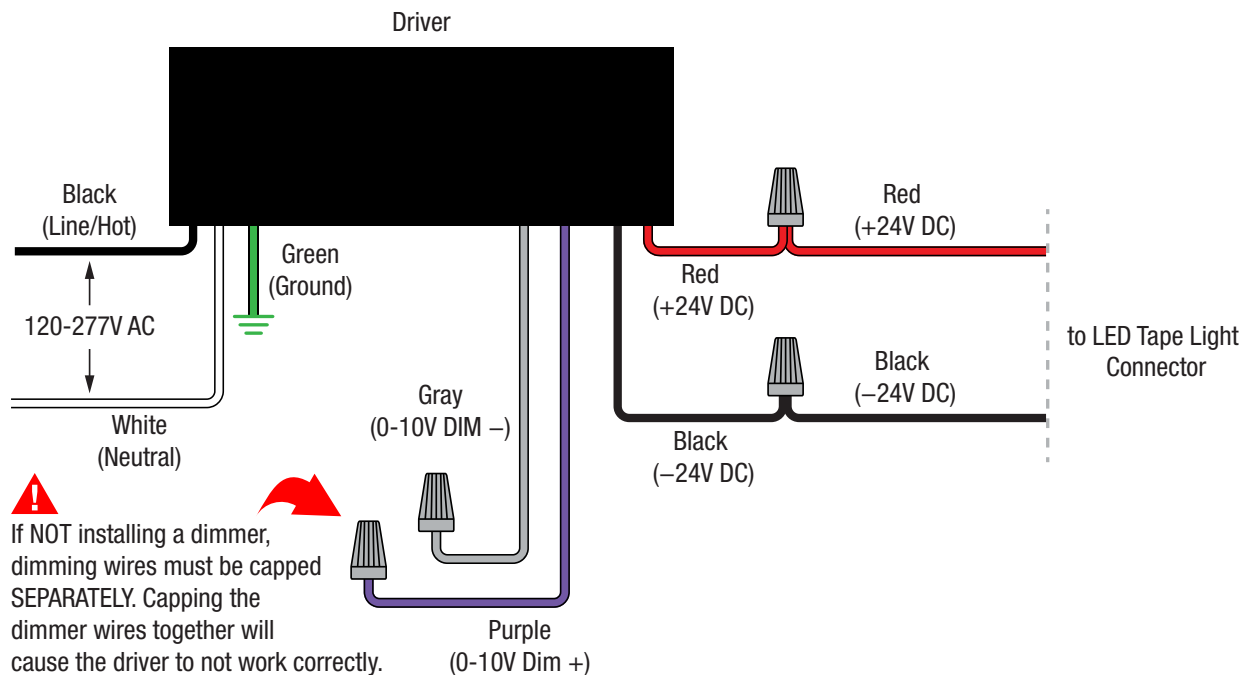 Driver
Black
(Line/Hot)
120-277V AC
White
(Neutral)
Green
(Ground)
Gray
(0-10V DIM −)
Purple
(0-10V Dim +)
Red
(+24V DC)
Red
(+24V DC)
Black
(−24V DC)
Black
(−24V DC)
to LED Tape Light
Connector
!
If NOT installing a dimmer,
dimming wires must be capped
SEPARATELY. Capping the
dimmer wires together will
cause the driver to not work correctly.